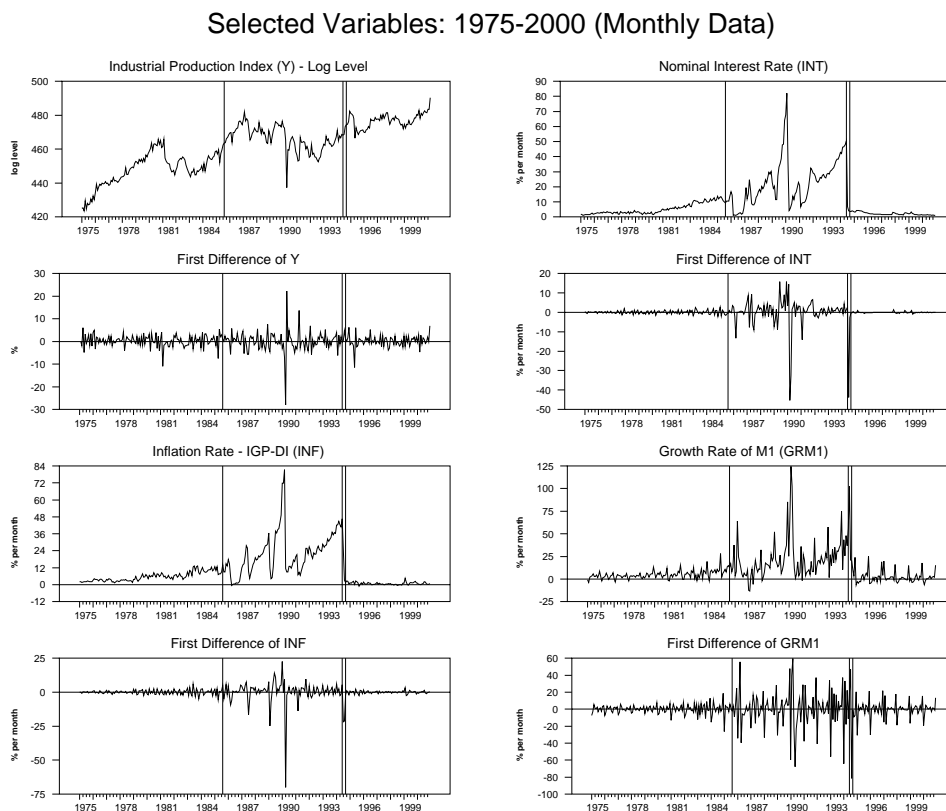 Selected Variables: 1975-2000 (Monthly Data)
Industrial Production Index (Y) - Log Level
log level
500
480
460
440
420
1975 1978 1981 1984 1987 1990 1993 1996 1999
Nominal Interest Rate (INT)
% per month
90
80
70
60
50
40
30
20
10
0
1975 1978 1981 1984 1987 1990 1993 1996 1999
First Difference of Y
%
30
20
10
0
-10
-20
-30
1975 1978 1981 1984 1987 1990 1993 1996 1999
First Difference of INT
% per month
20
10
0
-10
-20
-30
-40
-50
1975 1978 1981 1984 1987 1990 1993 1996 1999
Inflation Rate - IGP-DI (INF)
% per month
84
72
60
48
36
24
12
0
-12
1975 1978 1981 1984 1987 1990 1993 1996 1999
Growth Rate of M1 (GRM1)
% per month
125
100
75
50
25
0
-25
1975 1978 1981 1984 1987 1990 1993 1996 1999
First Difference of INF
% per month
25
0
-25
-50
-75
1975 1978 1981 1984 1987 1990 1993 1996 1999
First Difference of GRM1
% per month
60
40
20
0
-20
-40
-60
-80
-100
1975 1978 1981 1984 1987 1990 1993 1996 1999